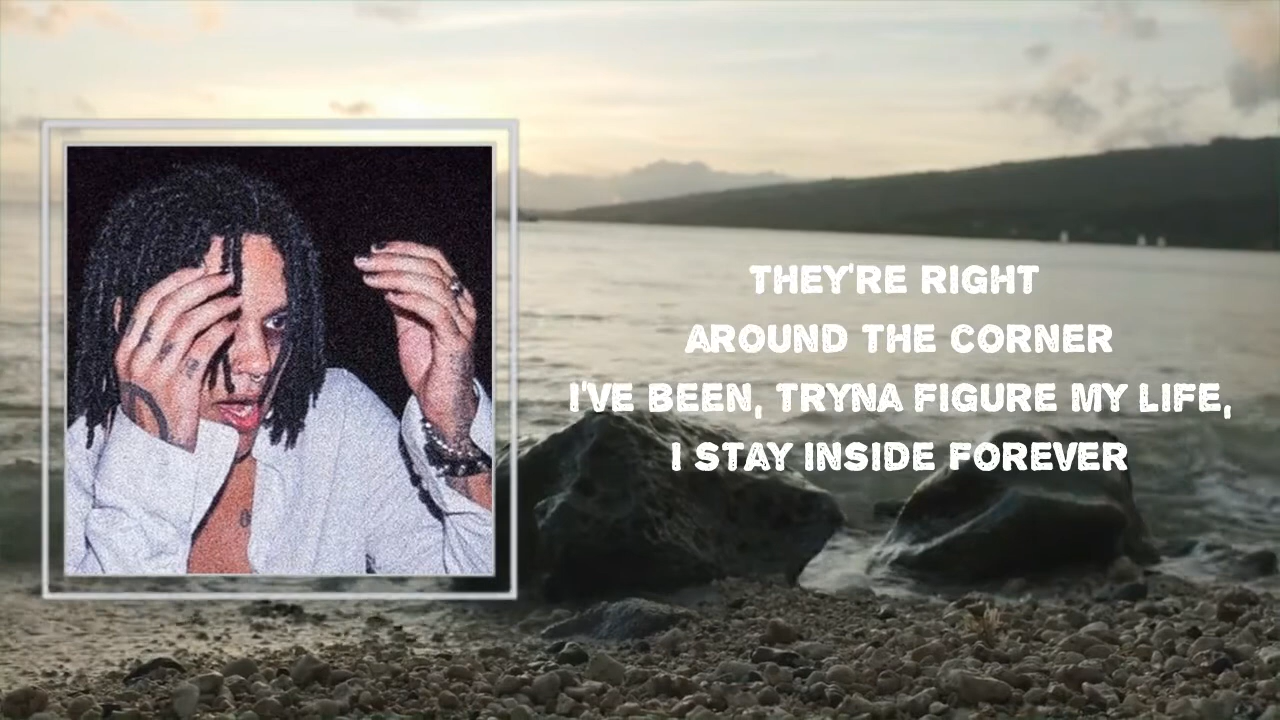 THEY'RE RIGHT
AROUND THE CORNER
I'VE BEEN, TRYNA FIGURE MY LIFE,
I STAY INSIDE FOREVER